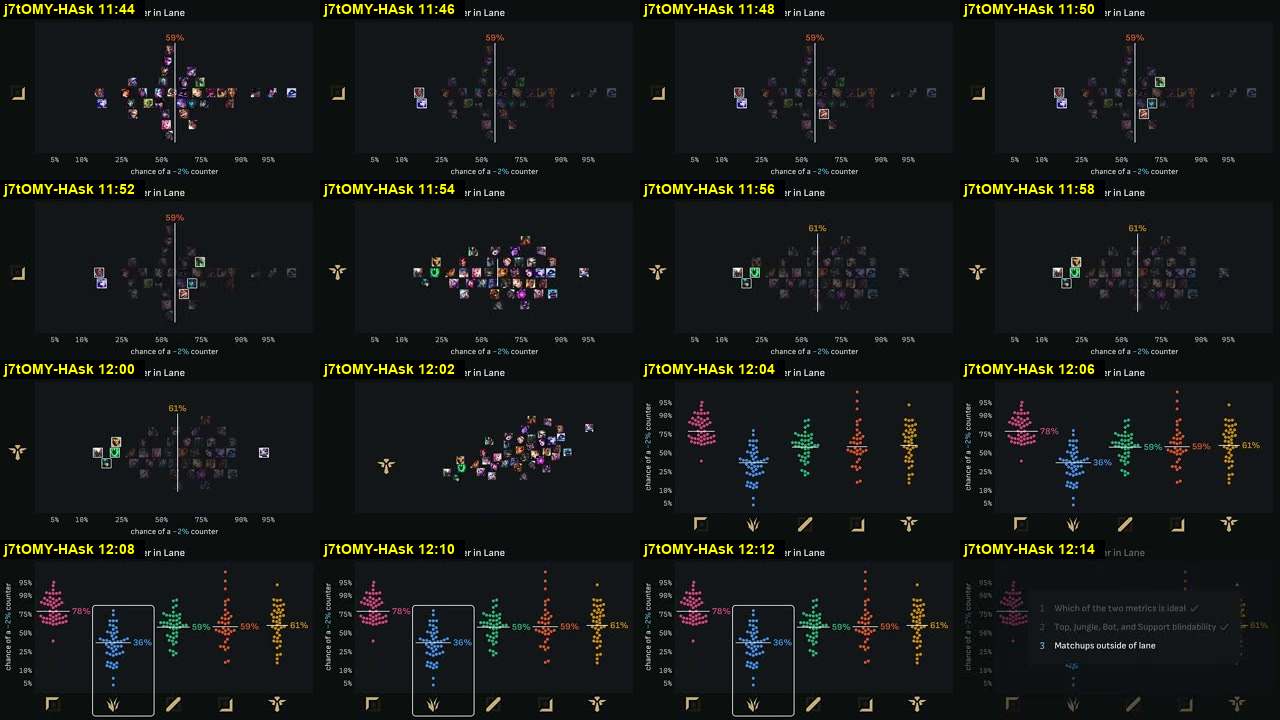 j7tOMY-HAsk 11:44 er in Lane
59%
5% 10% 25% 50% 75% 90% 95%
chance of a -2% counter
j7tOMY-HAsk 11:46 er in Lane
59%
5% 10% 25% 50% 75% 90% 95%
chance of a -2% counter
j7tOMY-HAsk 11:48 er in Lane
59%
5% 10% 25% 50% 75% 90% 95%
chance of a -2% counter
j7tOMY-HAsk 11:50 er in Lane
59%
5% 10% 25% 50% 75% 90% 95%
chance of a -2% counter
j7tOMY-HAsk 11:52 er in Lane
59%
5% 10% 25% 50% 75% 90% 95%
chance of a -2% counter
j7tOMY-HAsk 11:54 er in Lane
5% 10% 25% 50% 75% 90% 95%
chance of a -2% counter
j7tOMY-HAsk 11:56 er in Lane
61%
5% 10% 25% 50% 75% 90% 95%
chance of a -2% counter
j7tOMY-HAsk 11:58 er in Lane
61%
5% 10% 25% 50% 75% 90% 95%
chance of a -2% counter
j7tOMY-HAsk 12:00 er in Lane
61%
5% 10% 25% 50% 75% 90% 95%
chance of a -2% counter
j7tOMY-HAsk 12:02 er in Lane
j7tOMY-HAsk 12:04 er in Lane
chance of a -2% counter
95%
90%
75%
50%
25%
10%
5%
78%
36%
59%
59%
61%
j7tOMY-HAsk 12:06 er in Lane
chance of a -2% counter
95%
90%
75%
50%
25%
10%
5%
78%
36%
59%
59%
61%
j7tOMY-HAsk 12:08 er in Lane
chance of a -2% counter
95%
90%
75%
50%
25%
10%
5%
78%
36%
59%
59%
61%
j7tOMY-HAsk 12:10 er in Lane
chance of a -2% counter
95%
90%
75%
50%
25%
10%
5%
78%
36%
59%
59%
61%
j7tOMY-HAsk 12:12 er in Lane
chance of a -2% counter
95%
90%
75%
50%
25%
10%
5%
78%
36%
59%
59%
61%
j7tOMY-HAsk 12:14 er in Lane
chance of a -2% counter
95%
90%
75%
50%
25%
10%
5%
61%
1 Which of the two metrics is ideal ✓
2 Top, Jungle, Bot, and Support blindability ✓
3 Matchups outside of lane